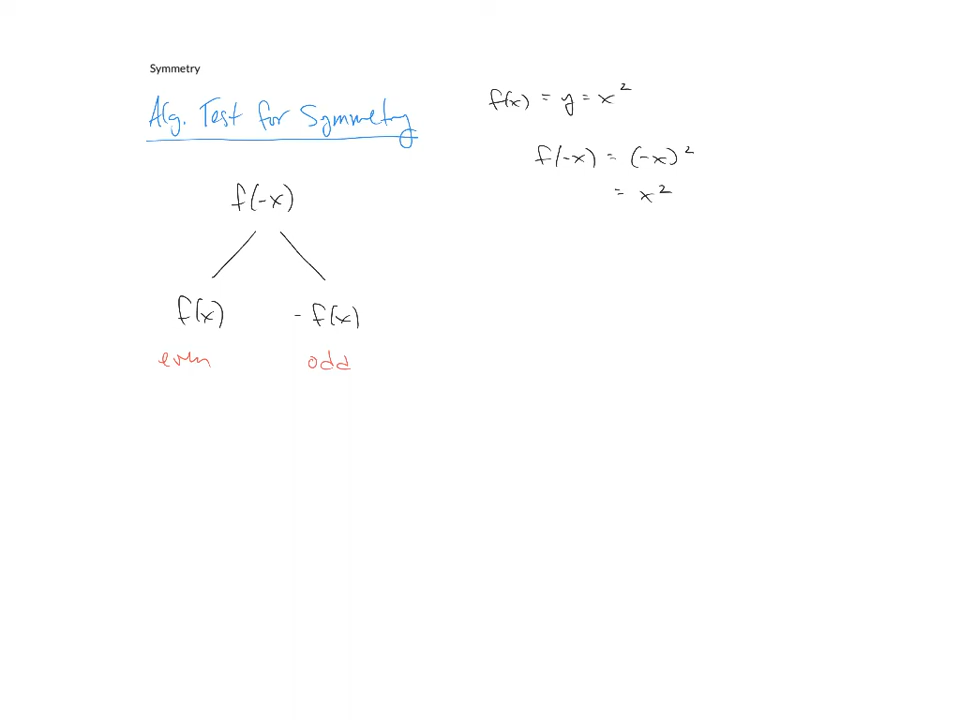 Symmetry
Alg. Test for Symmetry
f(-x)
f(x) - f(x)
even odd
f(x) = y = x²
f(-x) = (-x)²
= x²